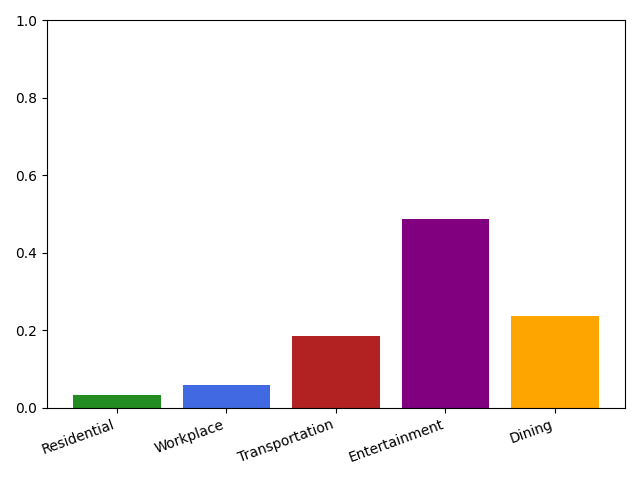 1.0
0.8
0.6
0.4
0.2
0.0
Residential
Workplace
Transportation
Entertainment
Dining